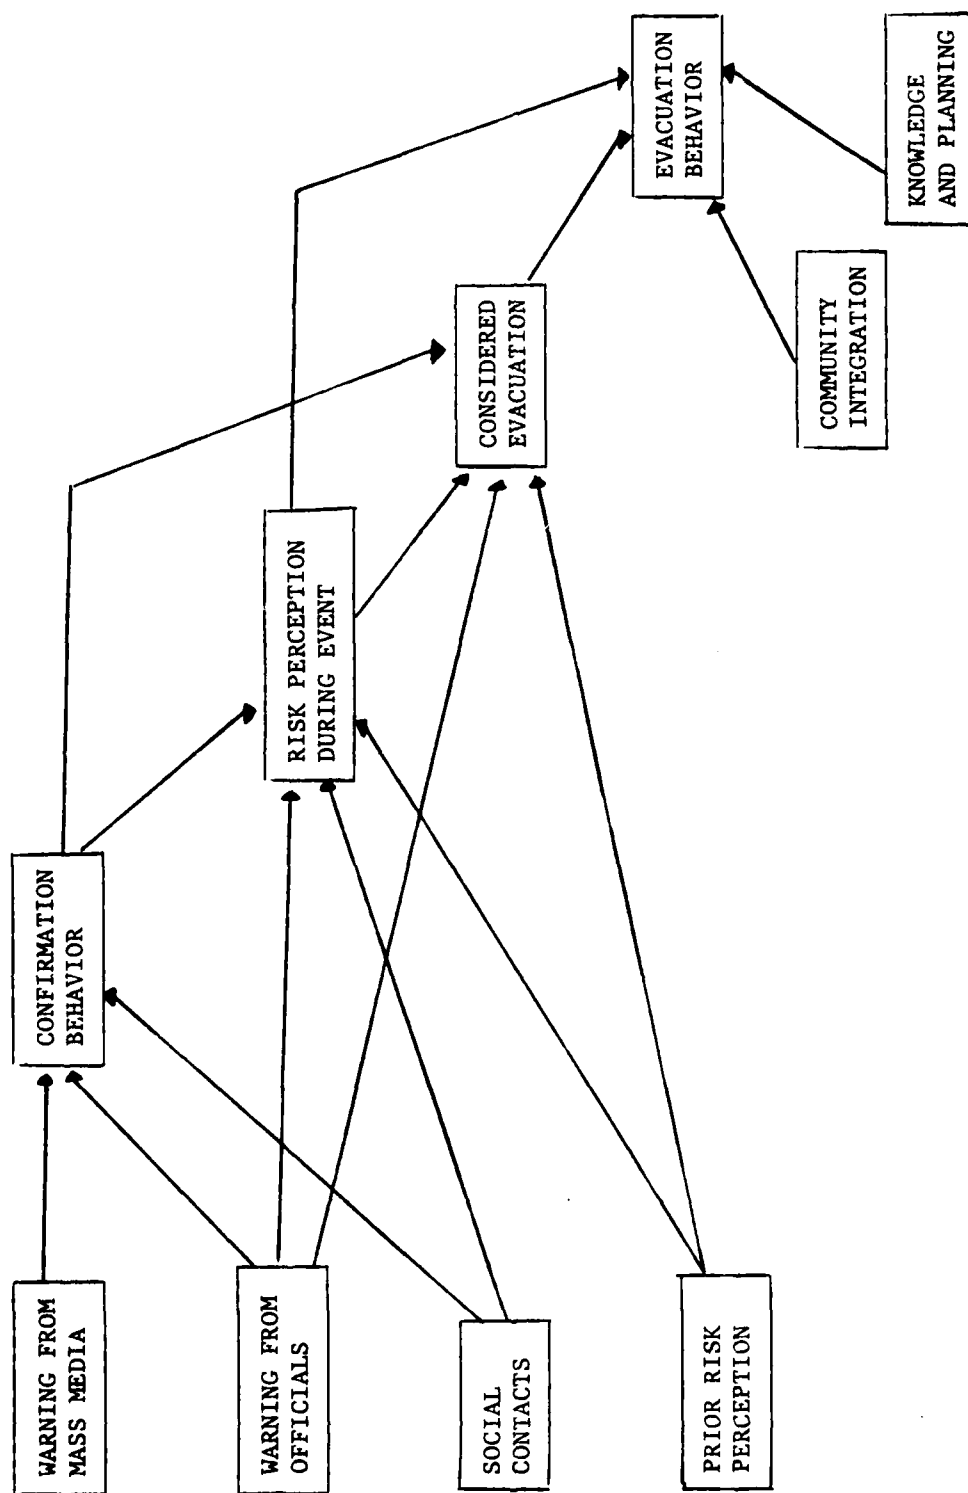 WARNING FROM
MASS MEDIA
WARNING FROM
OFFICIALS
SOCIAL
CONTACTS
PRIOR RISK
PERCEPTION
CONFIRMATION
BEHAVIOR
RISK PERCEPTION
DURING EVENT
CONSIDERED
EVACUATION
EVACUATION
BEHAVIOR
COMMUNITY
INTEGRATION
KNOWLEDGE
AND PLANNING